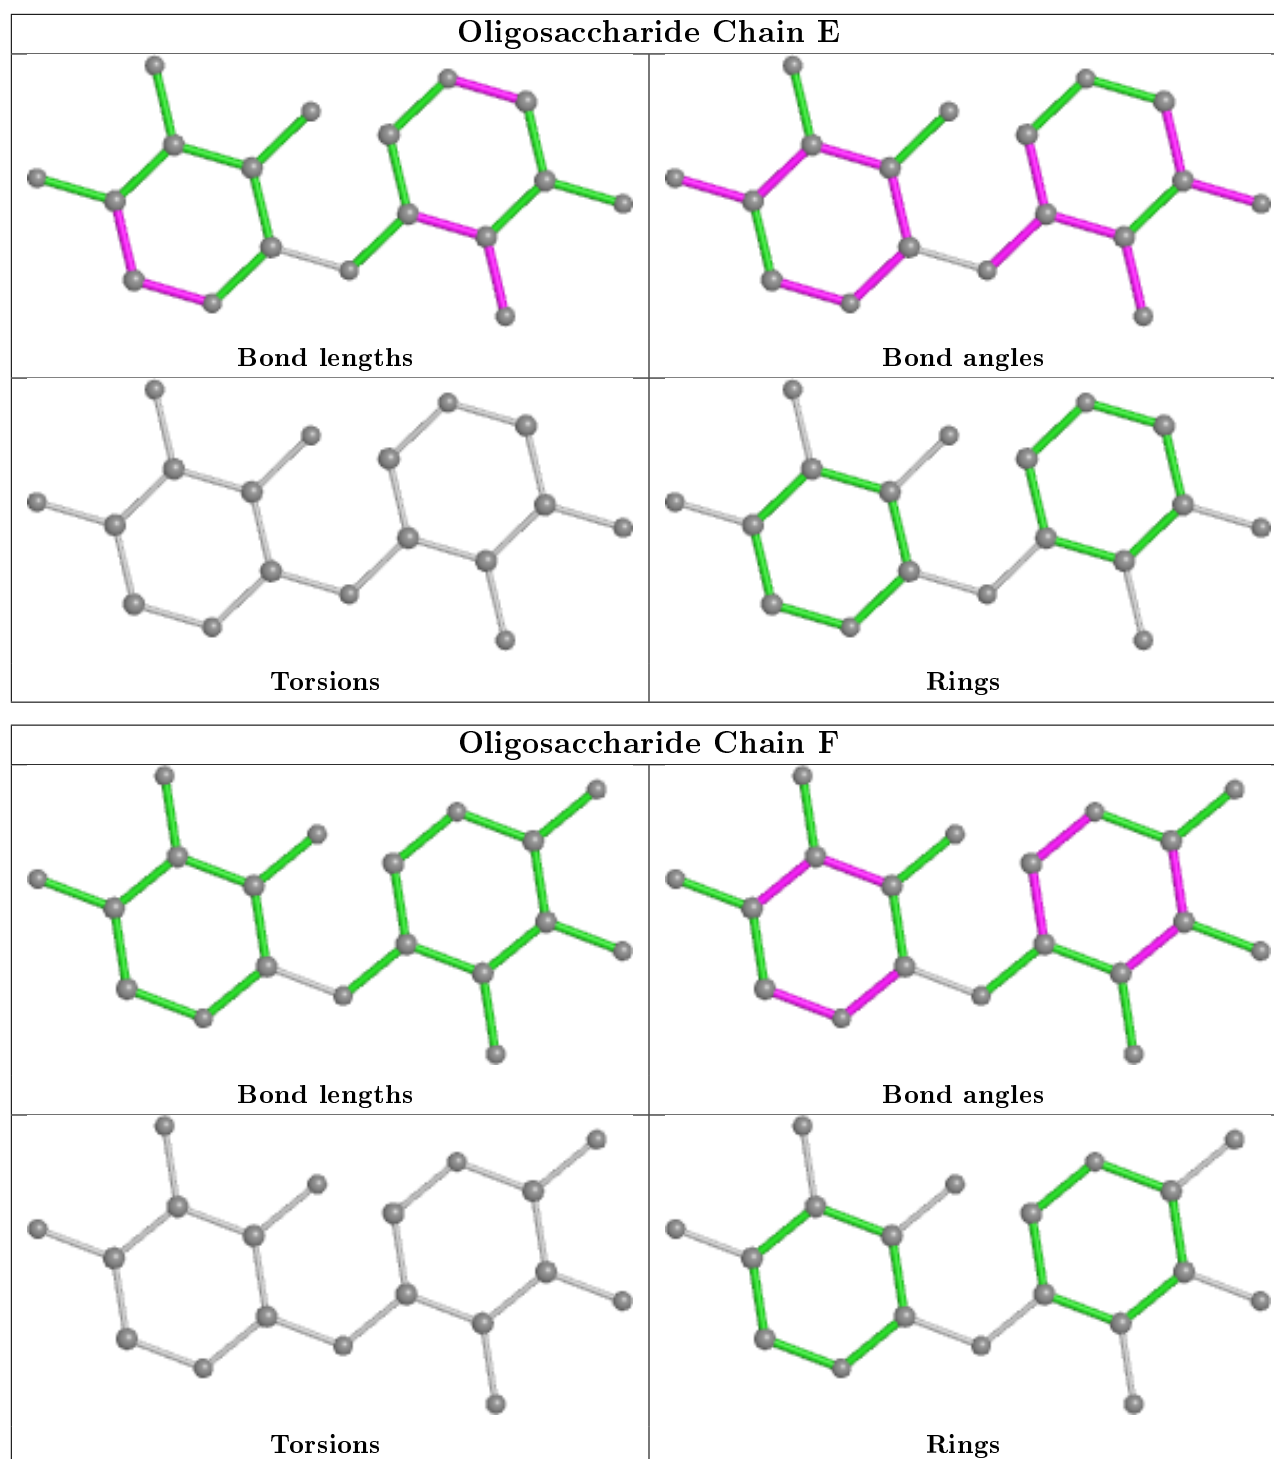 Oligosaccharide Chain E
Bond lengths
Bond angles
Torsions
Rings
Oligosaccharide Chain F
Bond lengths
Bond angles
Torsions
Rings